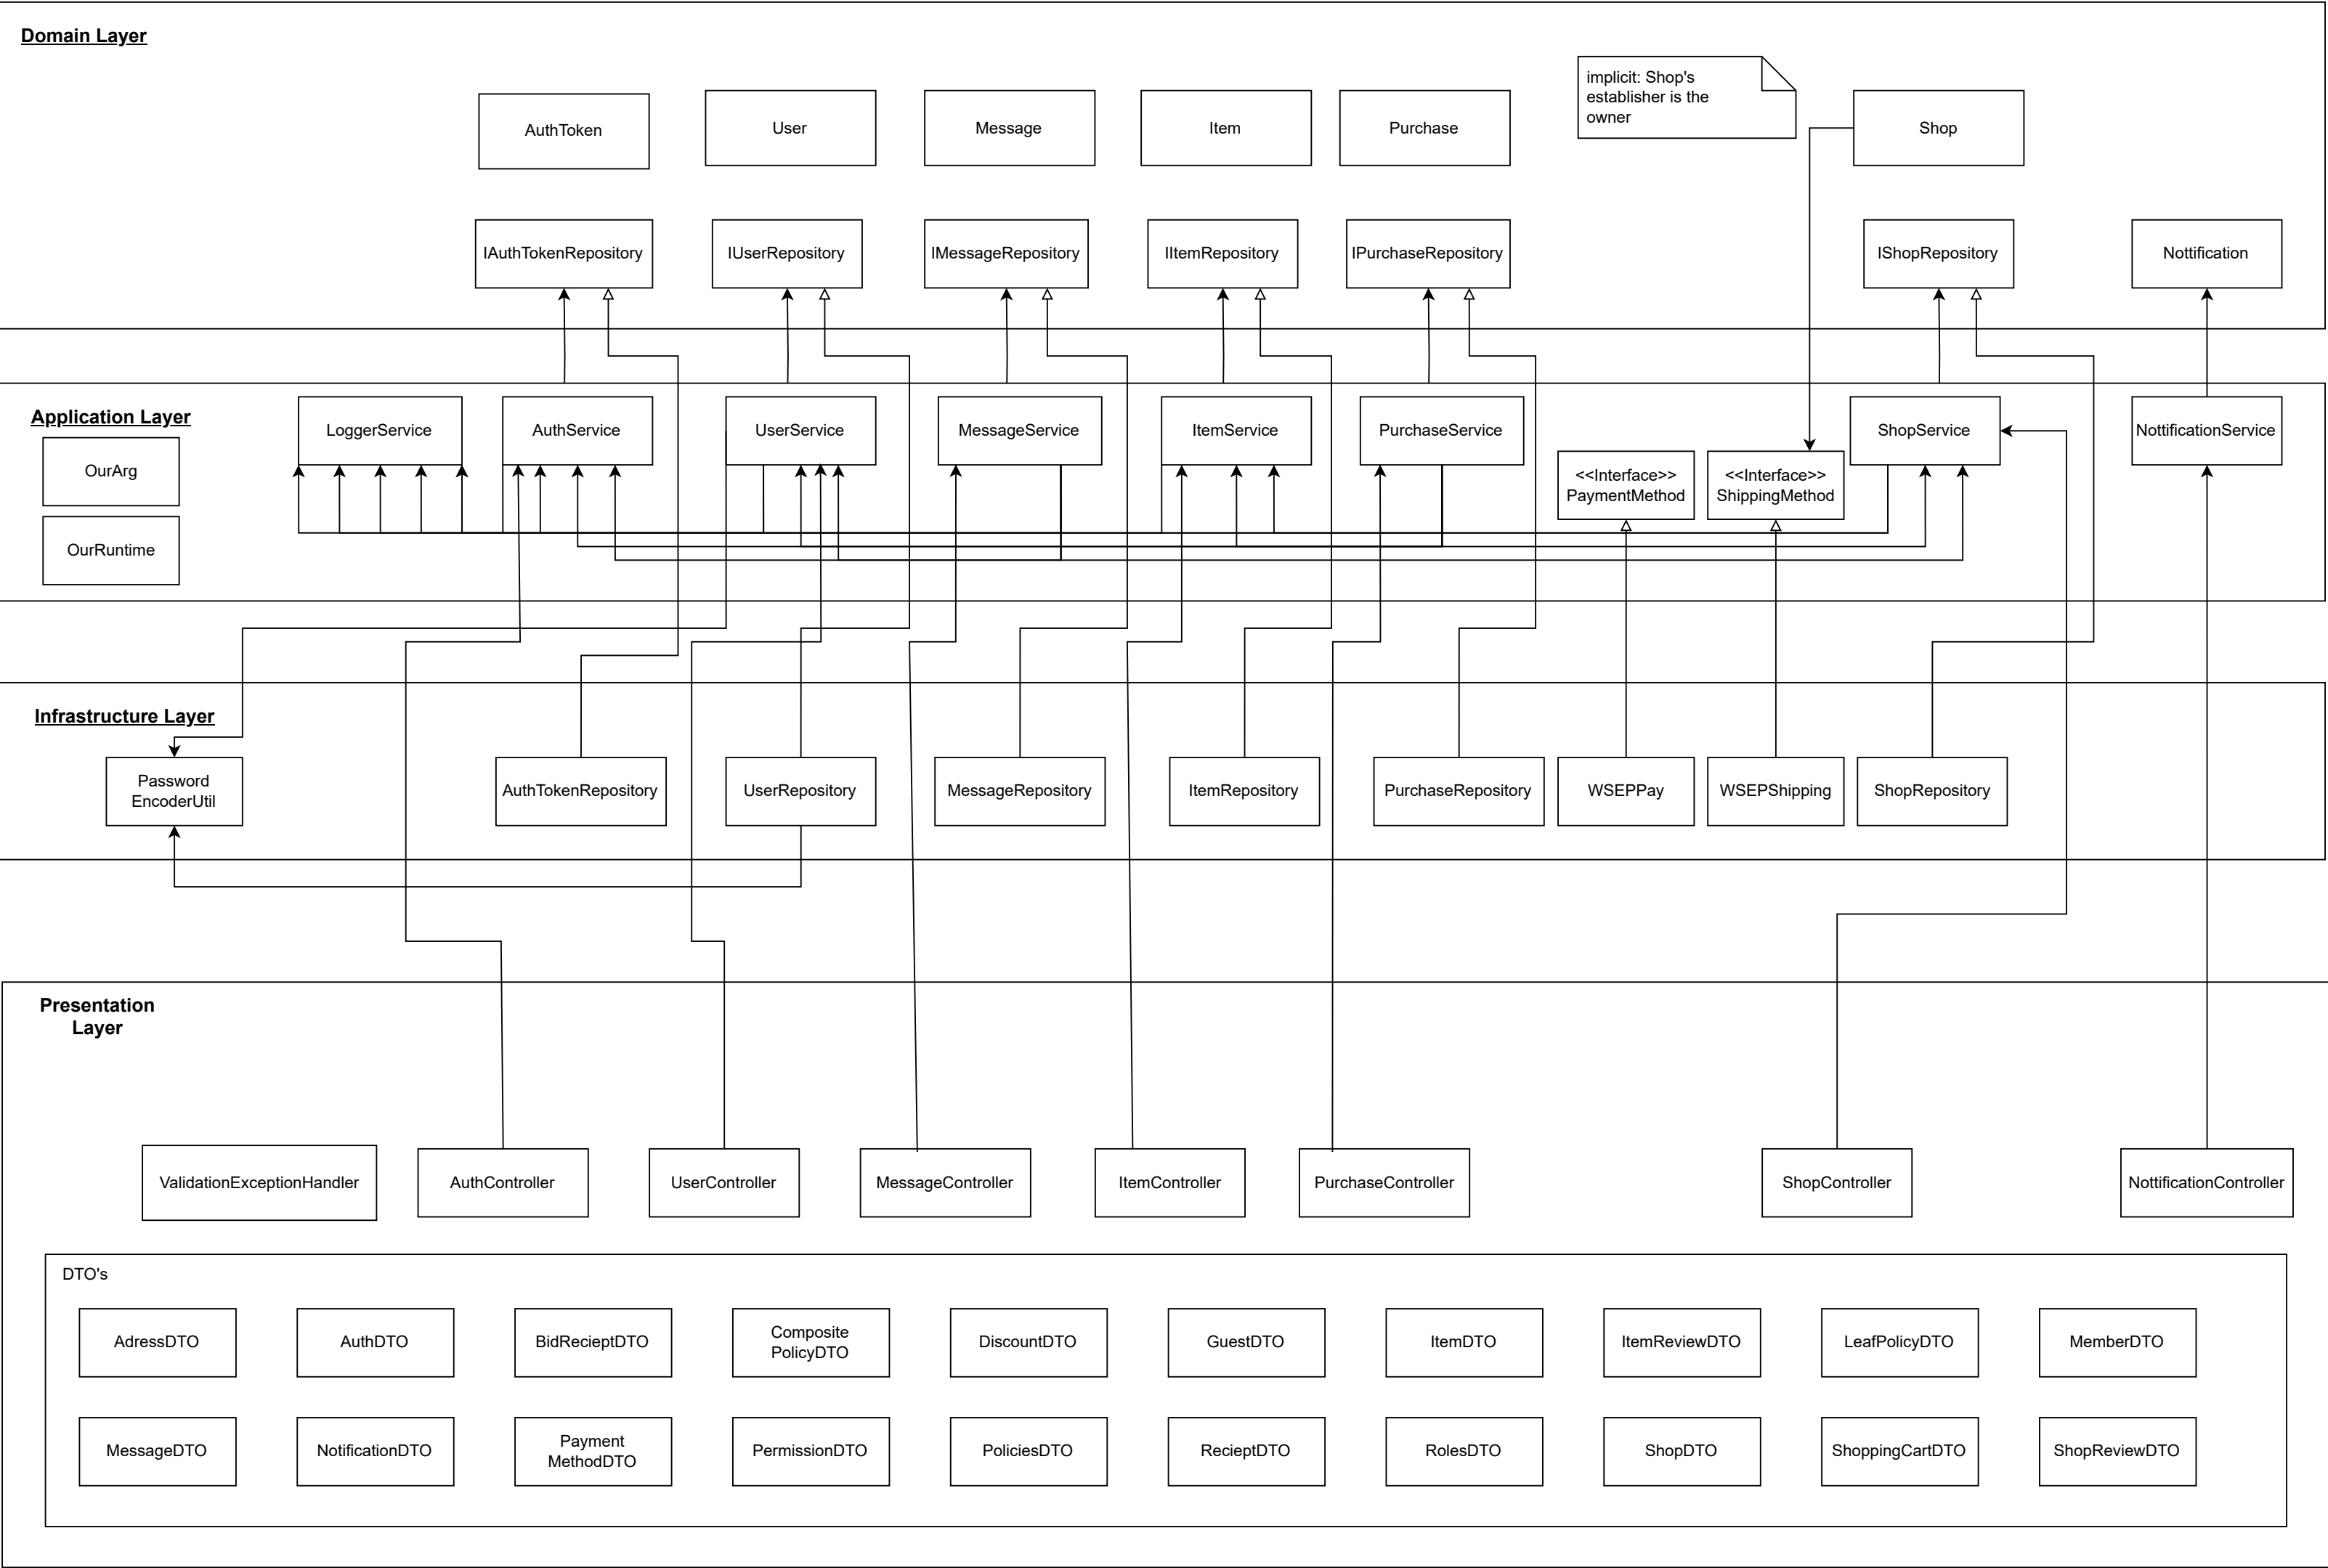 Domain Layer
implicit: Shop's
establisher is the
owner
AuthToken
User
Message
Item
Purchase
Shop
IAuthTokenRepository
IUserRepository
IMessageRepository
IItemRepository
IPurchaseRepository
IShopRepository
Nottification
Application Layer
LoggerService
AuthService
UserService
MessageService
ItemService
PurchaseService
ShopService
NottificationService
OurArg
<<Interface>>
PaymentMethod
<<Interface>>
ShippingMethod
OurRuntime
Infrastructure Layer
Password
EncoderUtil
AuthTokenRepository
UserRepository
MessageRepository
ItemRepository
PurchaseRepository
WSEPPay
WSEPShipping
ShopRepository
Presentation
Layer
ValidationExceptionHandler
AuthController
UserController
MessageController
ItemController
PurchaseController
ShopController
NottificationController
DTO's
AdressDTO
AuthDTO
BidRecieptDTO
Composite
PolicyDTO
DiscountDTO
GuestDTO
ItemDTO
ItemReviewDTO
LeafPolicyDTO
MemberDTO
MessageDTO
NotificationDTO
Payment
MethodDTO
PermissionDTO
PoliciesDTO
RecieptDTO
RolesDTO
ShopDTO
ShoppingCartDTO
ShopReviewDTO